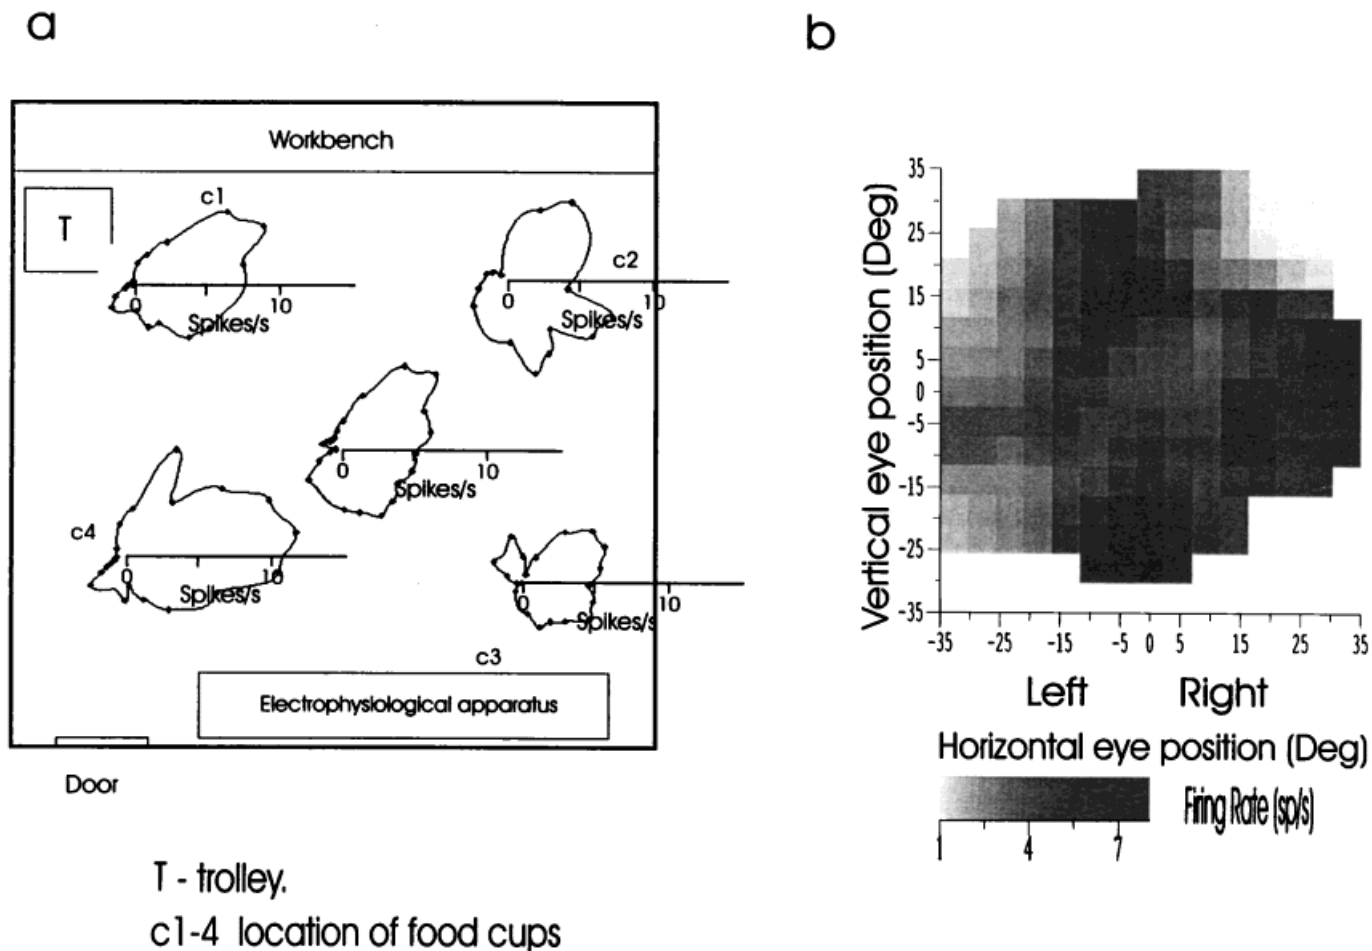 a
b
Workbench
T
c1
0
10
Spikes/s
c2
0
10
Spikes/s
0
10
Spikes/s
c4
0
10
Spikes/s
0
10
Spikes/s
c3
Electrophysiological apparatus
Door
T - trolley.
c1-4 location of food cups
Vertical eye position (Deg)
35
25
15
5
0
-5
-15
-25
-35
-35 -25 -15 -5 0 5 15 25 35
Left Right
Horizontal eye position (Deg)
Firing Rate (sp/s)
1 4 7